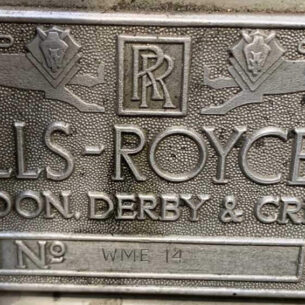 RR
LLS-ROYCE
DON, DERBY & CR
Nº WME 14